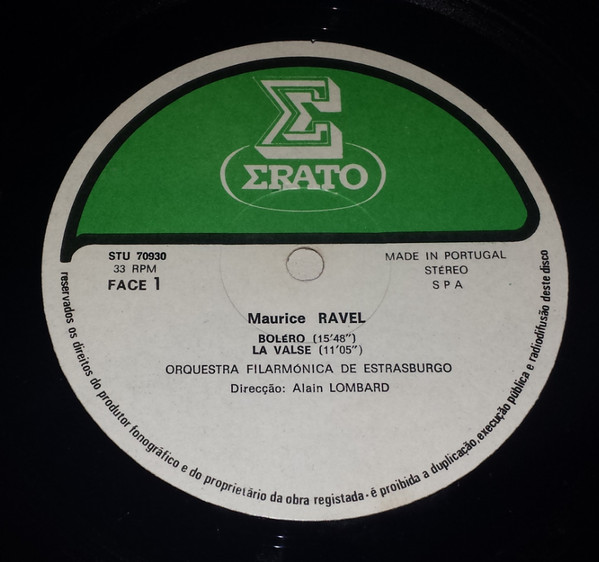 Σ
ΣRATO
STU 70930
33 RPM
FACE 1
MADE IN PORTUGAL
STÉREO
S P A
Maurice RAVEL
BOLÉRO (15'48")
LA VALSE (11'05")
ORQUESTRA FILARMÓNICA DE ESTRASBURGO
Direcção: Alain LOMBARD
reservados os direitos do produtor fonográfico e do proprietário da obra registada - é proibida a duplicação, execução pública e radiodifusão deste disco